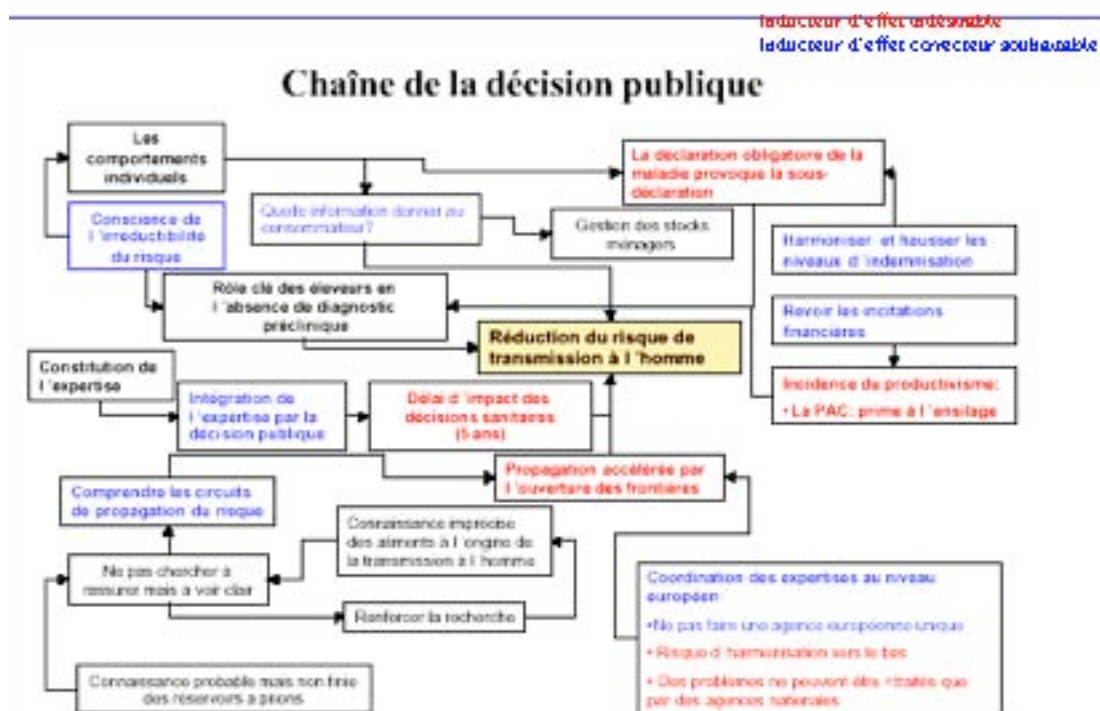 Inducteur d'effet indésirable
Inducteur d'effet correcteur souhaitable
Chaîne de la décision publique
Les
comportements
individuels
La déclaration obligatoire de la
maladie provoque la sous-
déclaration
Conscience de
l 'irréductibilité
du risque
Quelle information donner au
consommateur?
Gestion des stocks
ménagers
Harmoniser et hausser les
niveaux d 'indemnisation
Rôle clé des éleveurs en
l 'absence de diagnostic
préclinique
Revoir les incitations
financières
Réduction du risque de
transmission à l 'homme
Constitution de
l 'expertise
Incidence du productivisme:
• La PAC: prime à l 'ensilage
Intégration de
l 'expertise par la
décision publique
Délai d 'impact des
décisions sanitaires
(5 ans)
Propagation accélérée par
l 'ouverture des frontières
Comprendre les circuits
de propagation du risque
Connaissance imprécise
des aliments à l 'origine de
la transmission à l 'homme
Ne pas chercher à
rassurer mais a voir clair
Renforcer la recherche
Coordination des expertises au niveau
européen
•Ne pas faire une agence européenne unique
• Risque d 'harmonisation vers le bas
• Des problèmes ne peuvent être traités que
par des agences nationales
Connaissance probable mais non finie
des réservoirs a prions